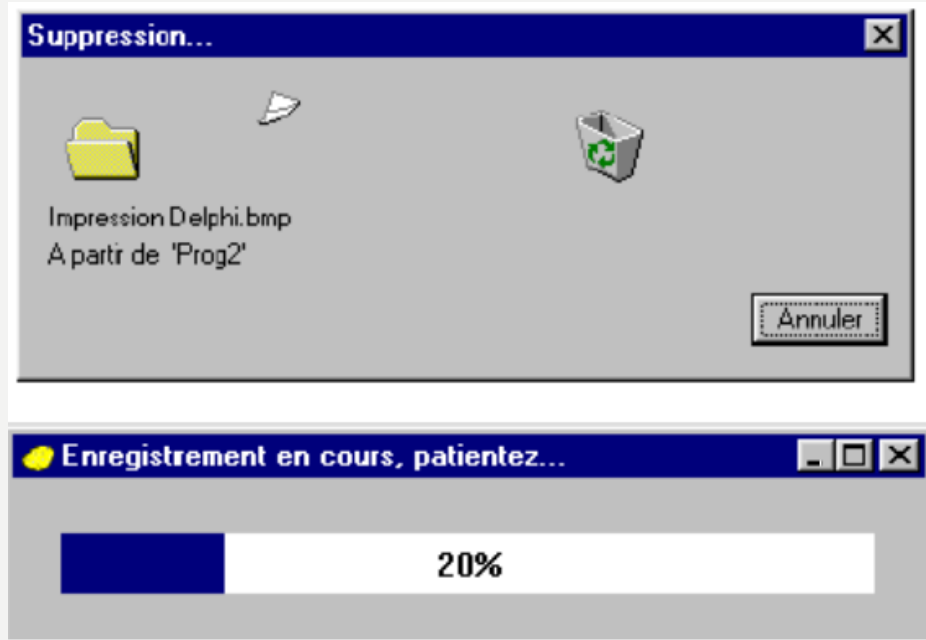 Suppression...
Impression Delphi.bmp
A partir de 'Prog2'
Annuler
Enregistrement en cours, patientez...
20%